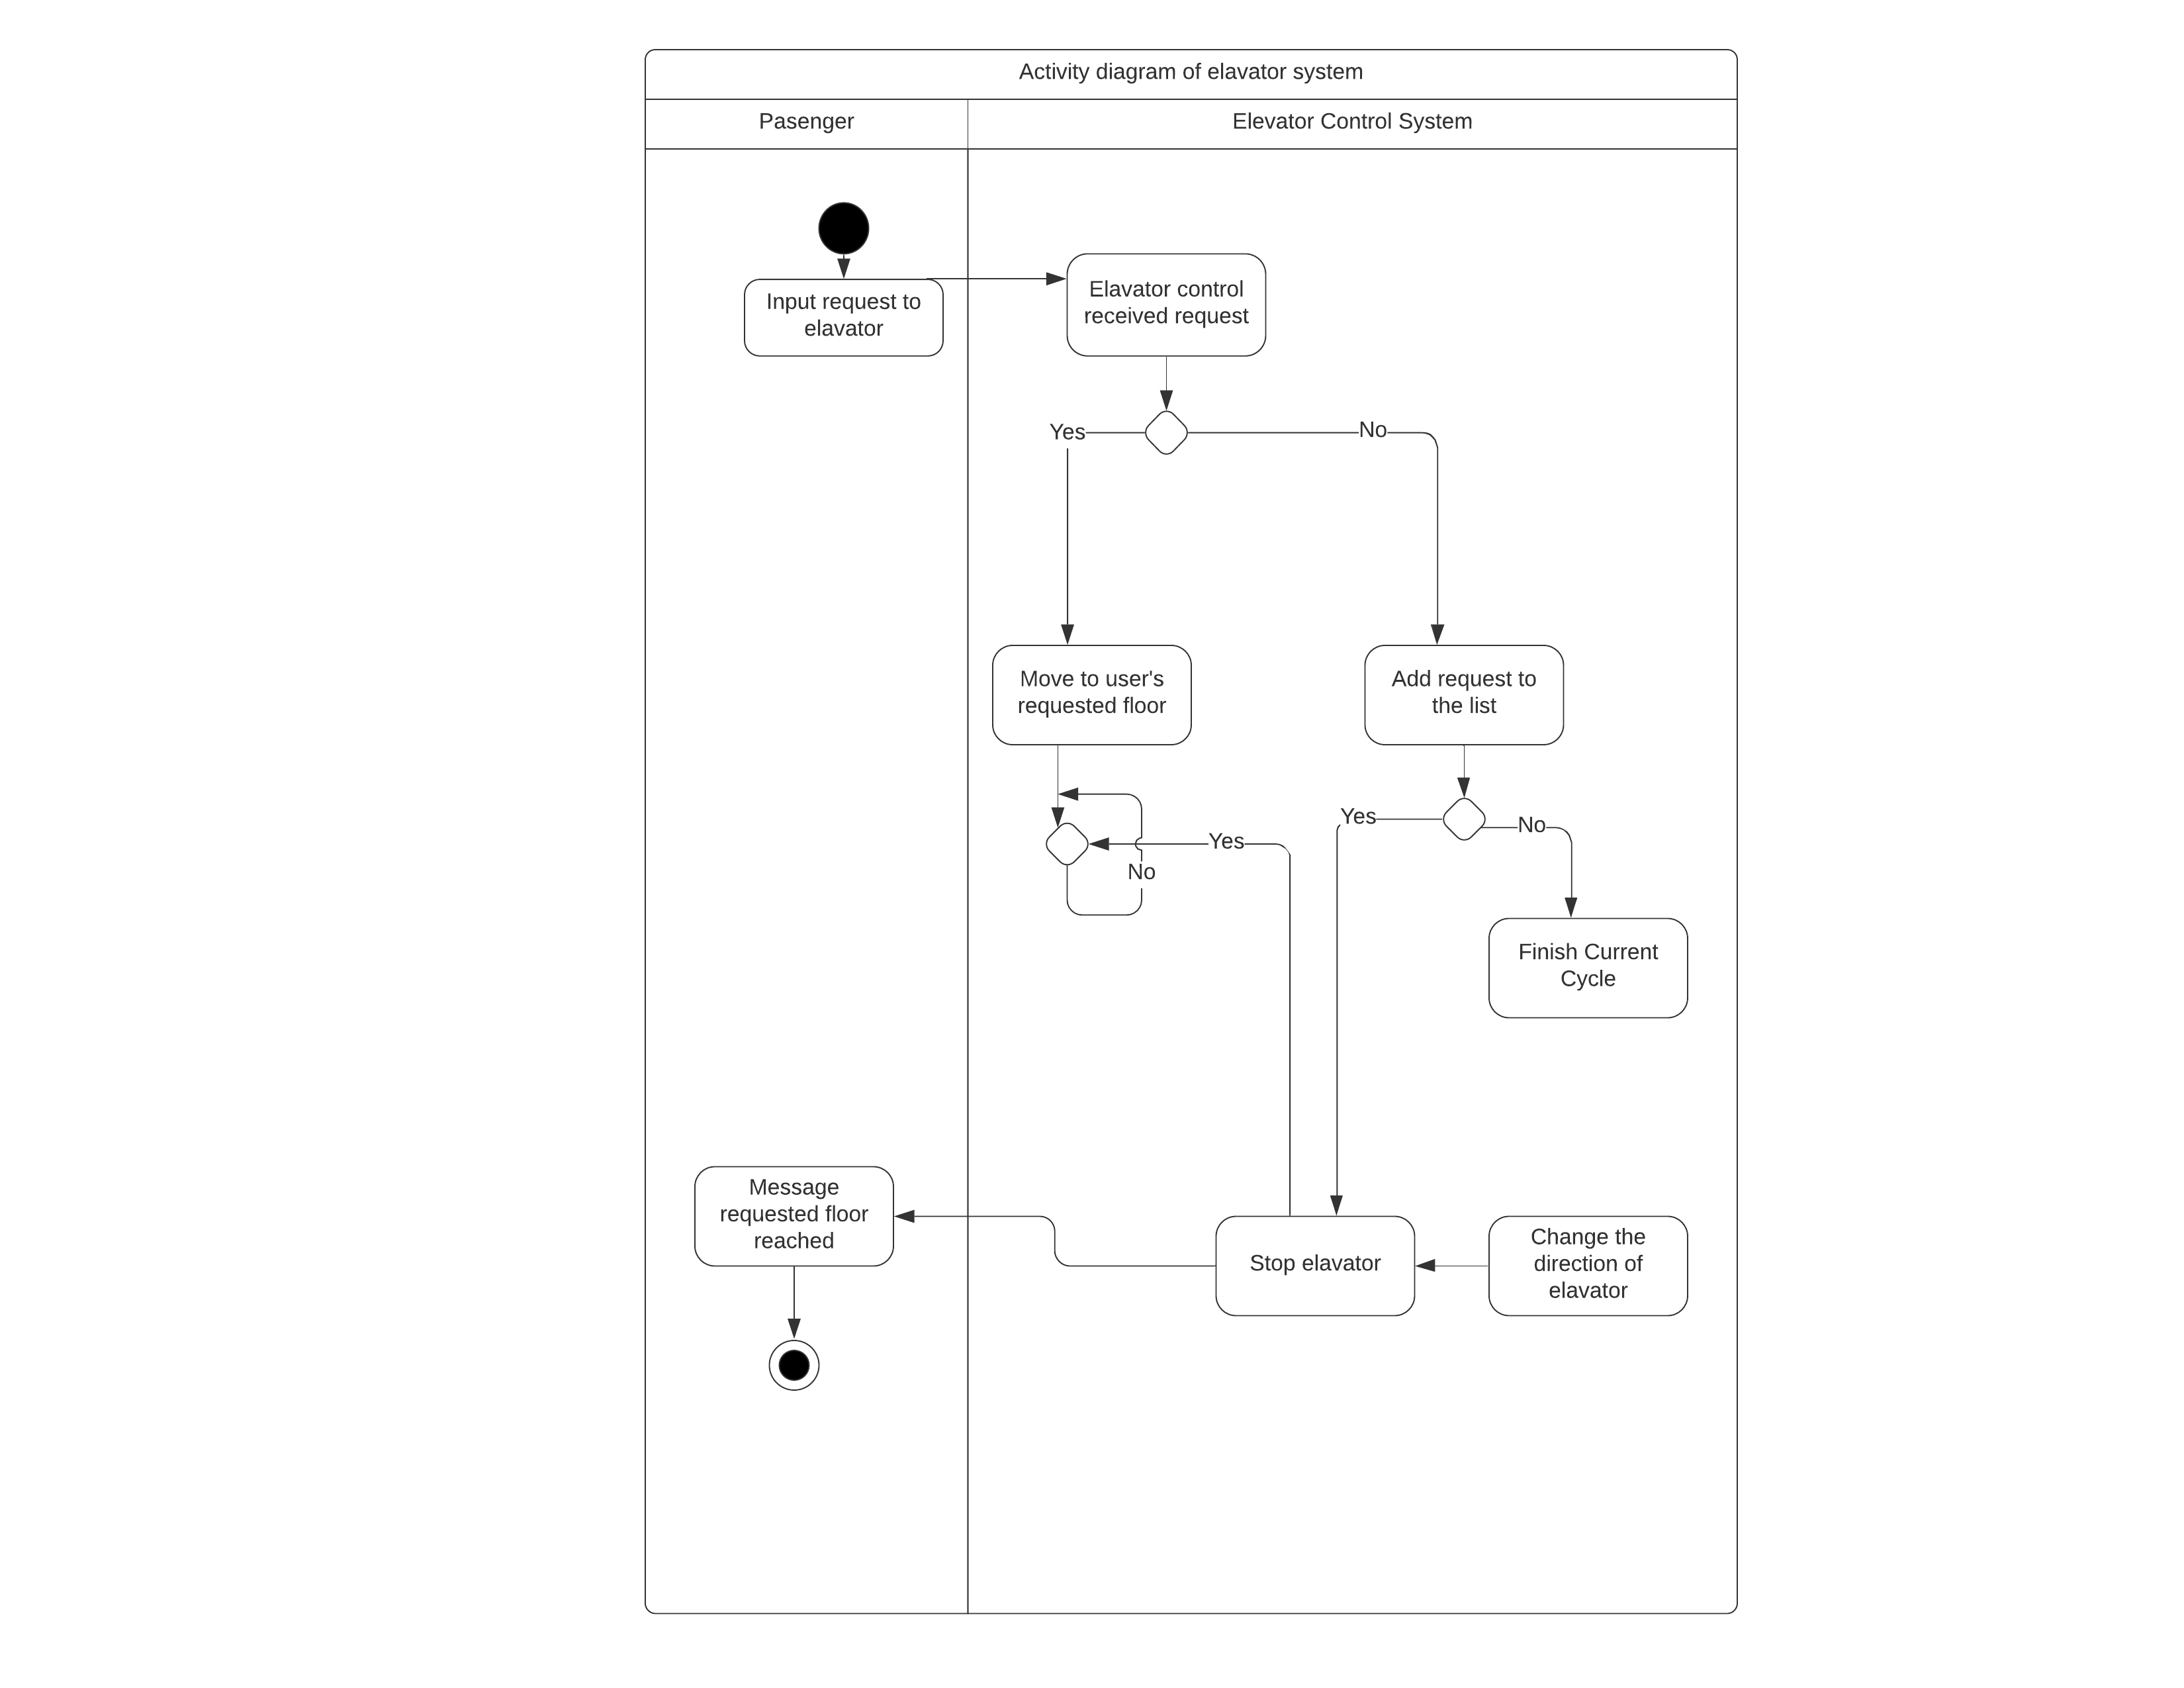 Activity diagram of elavator system
Pasenger
Elevator Control System
Input request to
elavator
Elavator control
received request
Yes
No
Move to user's
requested floor
Add request to
the list
Yes
No
Yes
No
Finish Current
Cycle
Message
requested floor
reached
Stop elavator
Change the
direction of
elavator